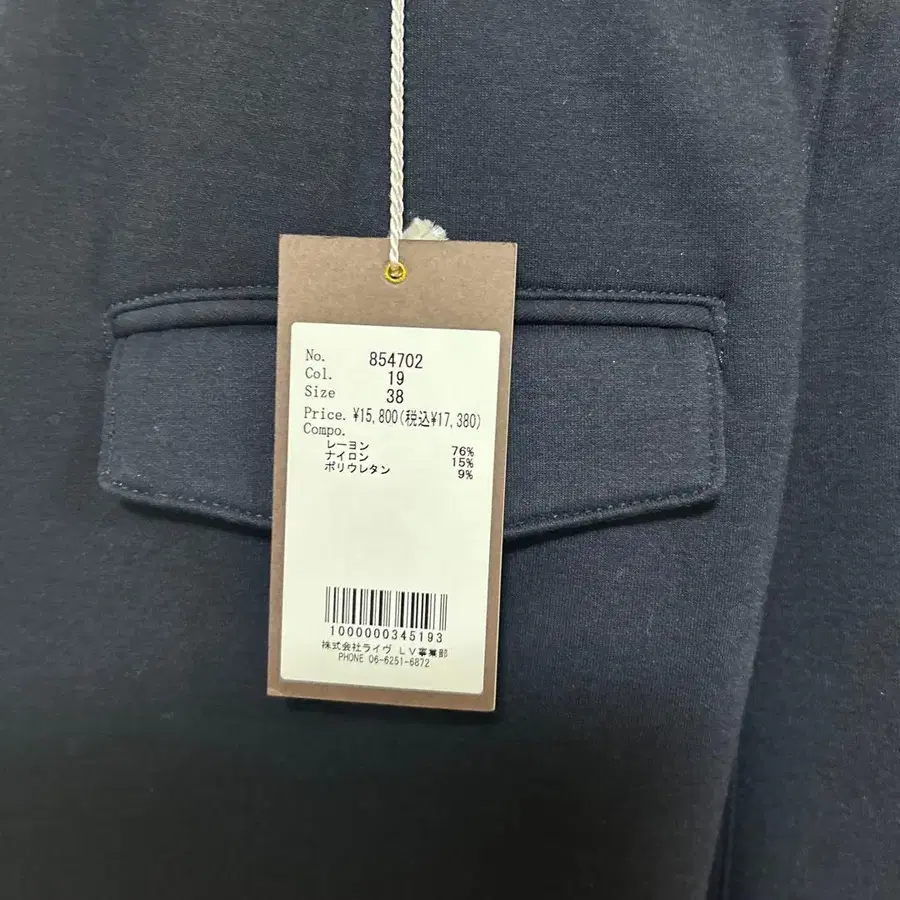 No. 854702
Col. 19
Size 38
Price. ¥15,800(税込¥17,380)
Compo.
レーヨン 76%
ナイロン 15%
ポリウレタン 9%
1000000345193
株式会社ライヴ LV事業部
PHONE 06-6251-6872